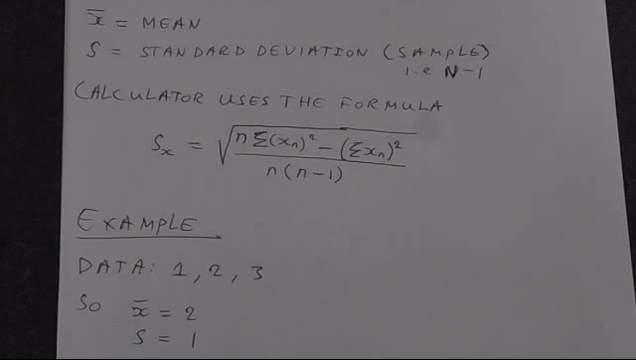 x̄ = MEAN
S = STANDARD DEVIATION (SAMPLE)
i.e N-1
CALCULATOR USES THE FORMULA
Sx = √((n Σ(xn)² - (Σxn)²) / (n(n-1)))
EXAMPLE
DATA: 1, 2, 3
SO x̄ = 2
S = 1